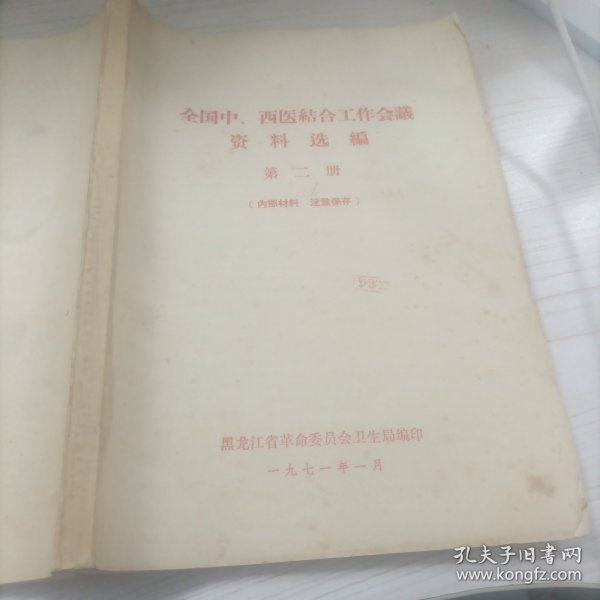 全国中、西医結合工作会議
资料选編
第二册
（内部材料 注意保存）
黑龙江省革命委员会卫生局編印
一九七一年一月
孔夫子旧书网
www.kongfz.com